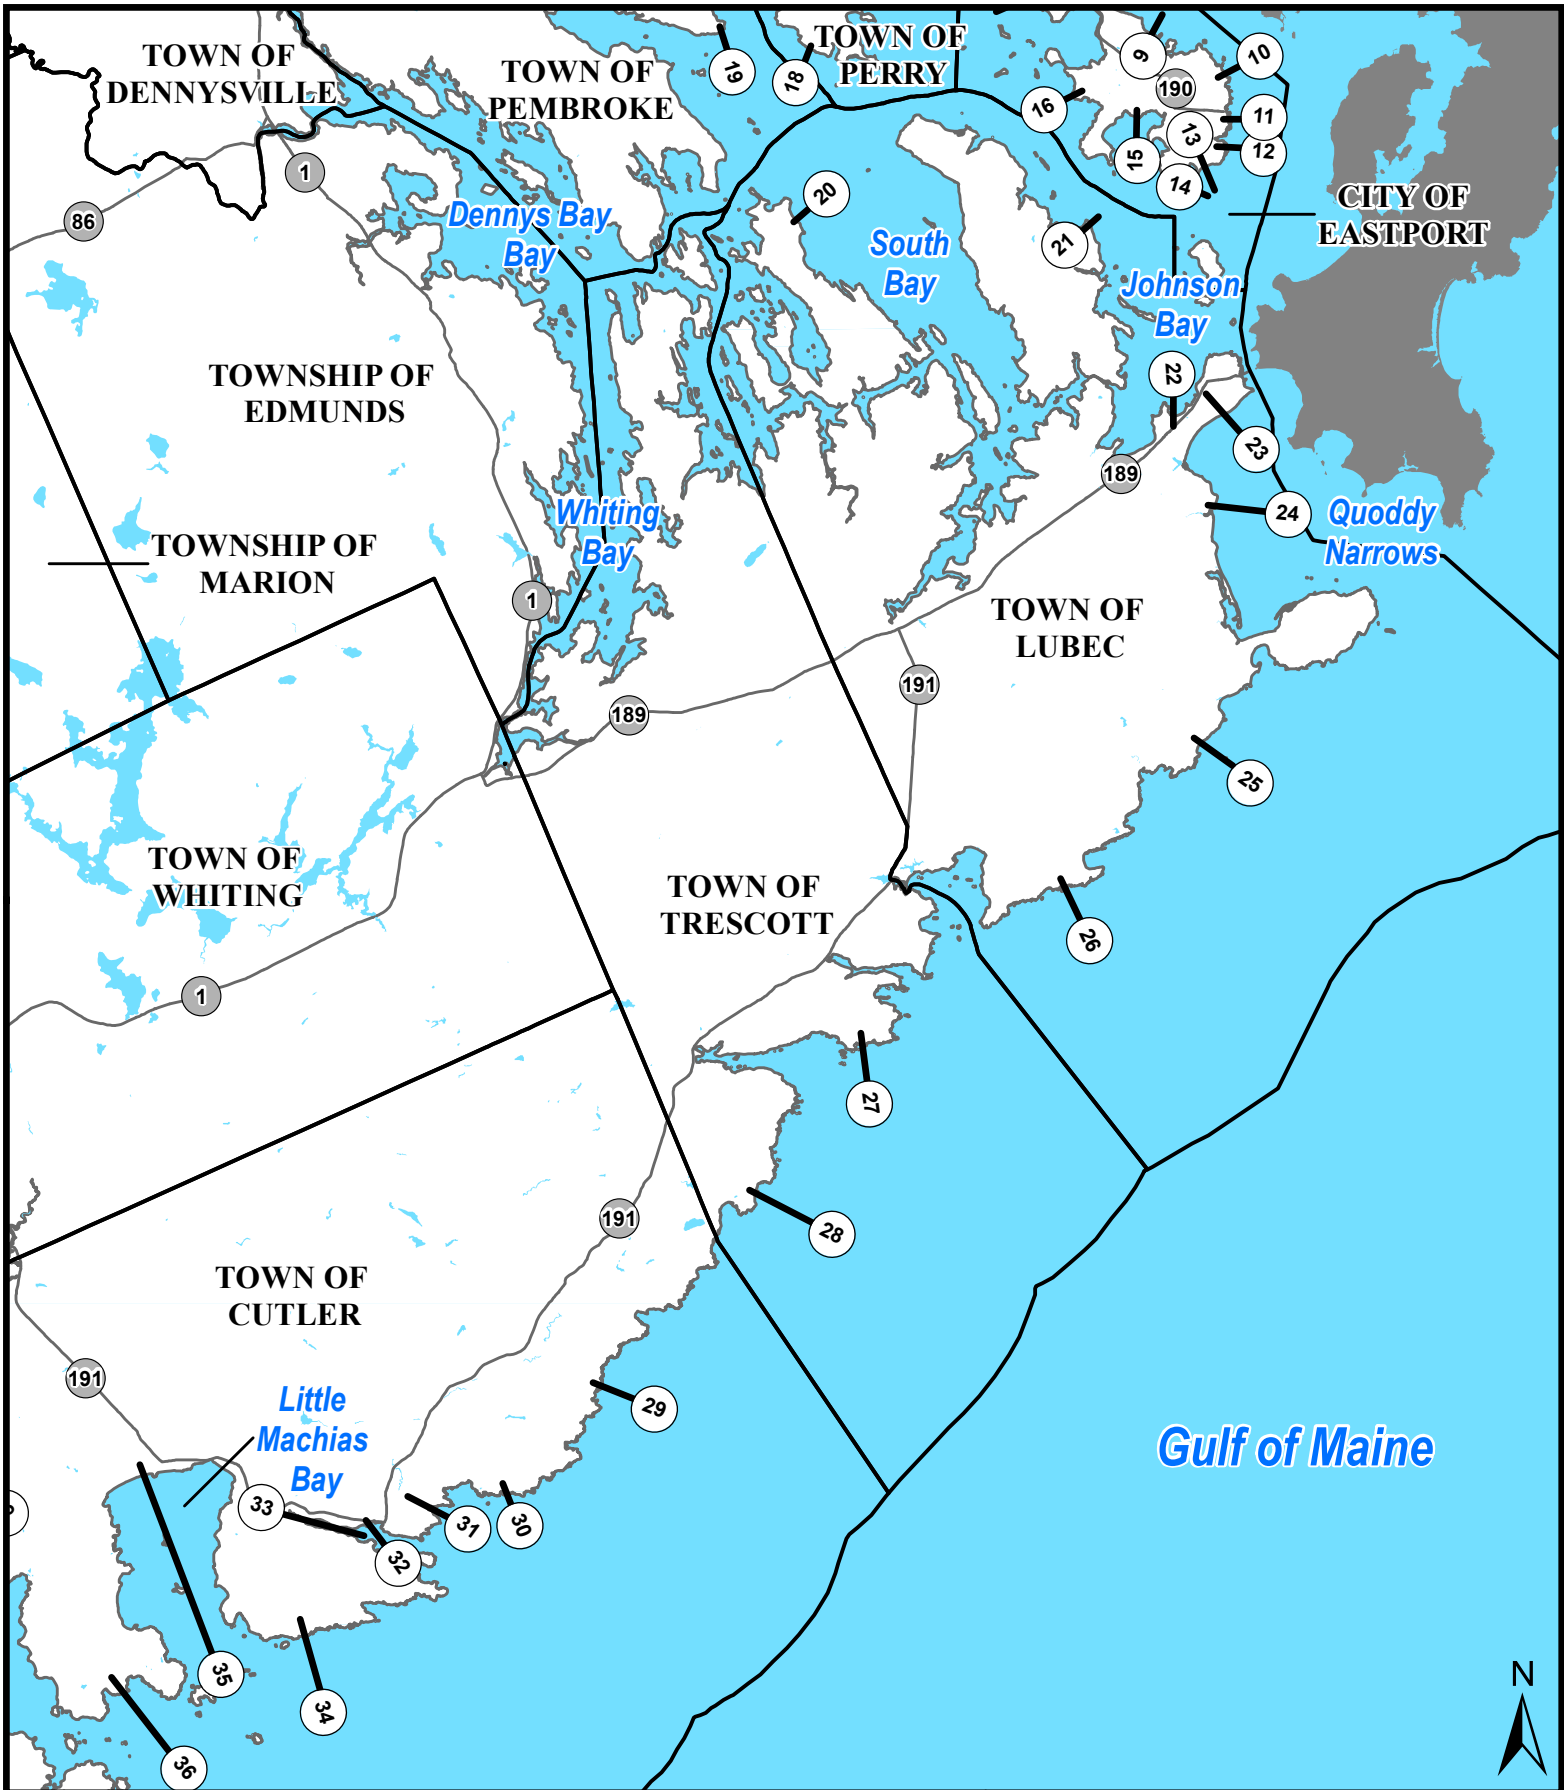 TOWN OF
DENNYSVILLE
TOWN OF
PEMBROKE
TOWN OF
PERRY
19
18
9
10
190
16
11
13
12
15
14
1
86
20
Dennys Bay
Bay
South
Bay
21
CITY OF
EASTPORT
Johnson
Bay
22
TOWNSHIP OF
EDMUNDS
23
189
24
Quoddy
Narrows
Whiting
Bay
TOWNSHIP OF
MARION
1
TOWN OF
LUBEC
191
189
25
TOWN OF
WHITING
TOWN OF
TRESCOTT
26
1
27
191
28
TOWN OF
CUTLER
191
29
Little
Machias
Bay
Gulf of Maine
33
31
30
32
35
34
36
N